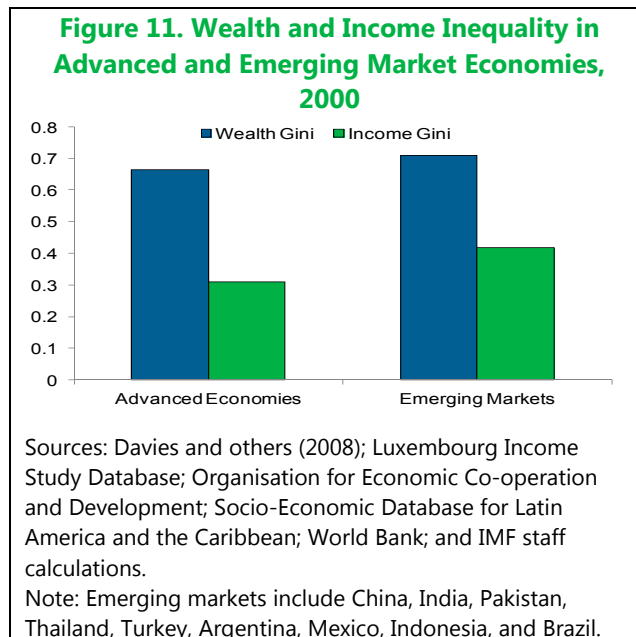 Figure 11. Wealth and Income Inequality in
Advanced and Emerging Market Economies,
2000
0.8
Wealth Gini Income Gini
0.7
0.6
0.5
0.4
0.3
0.2
0.1
0
Advanced Economies Emerging Markets
Sources: Davies and others (2008); Luxembourg Income
Study Database; Organisation for Economic Co-operation
and Development; Socio-Economic Database for Latin
America and the Caribbean; World Bank; and IMF staff
calculations.
Note: Emerging markets include China, India, Pakistan,
Thailand, Turkey, Argentina, Mexico, Indonesia, and Brazil.